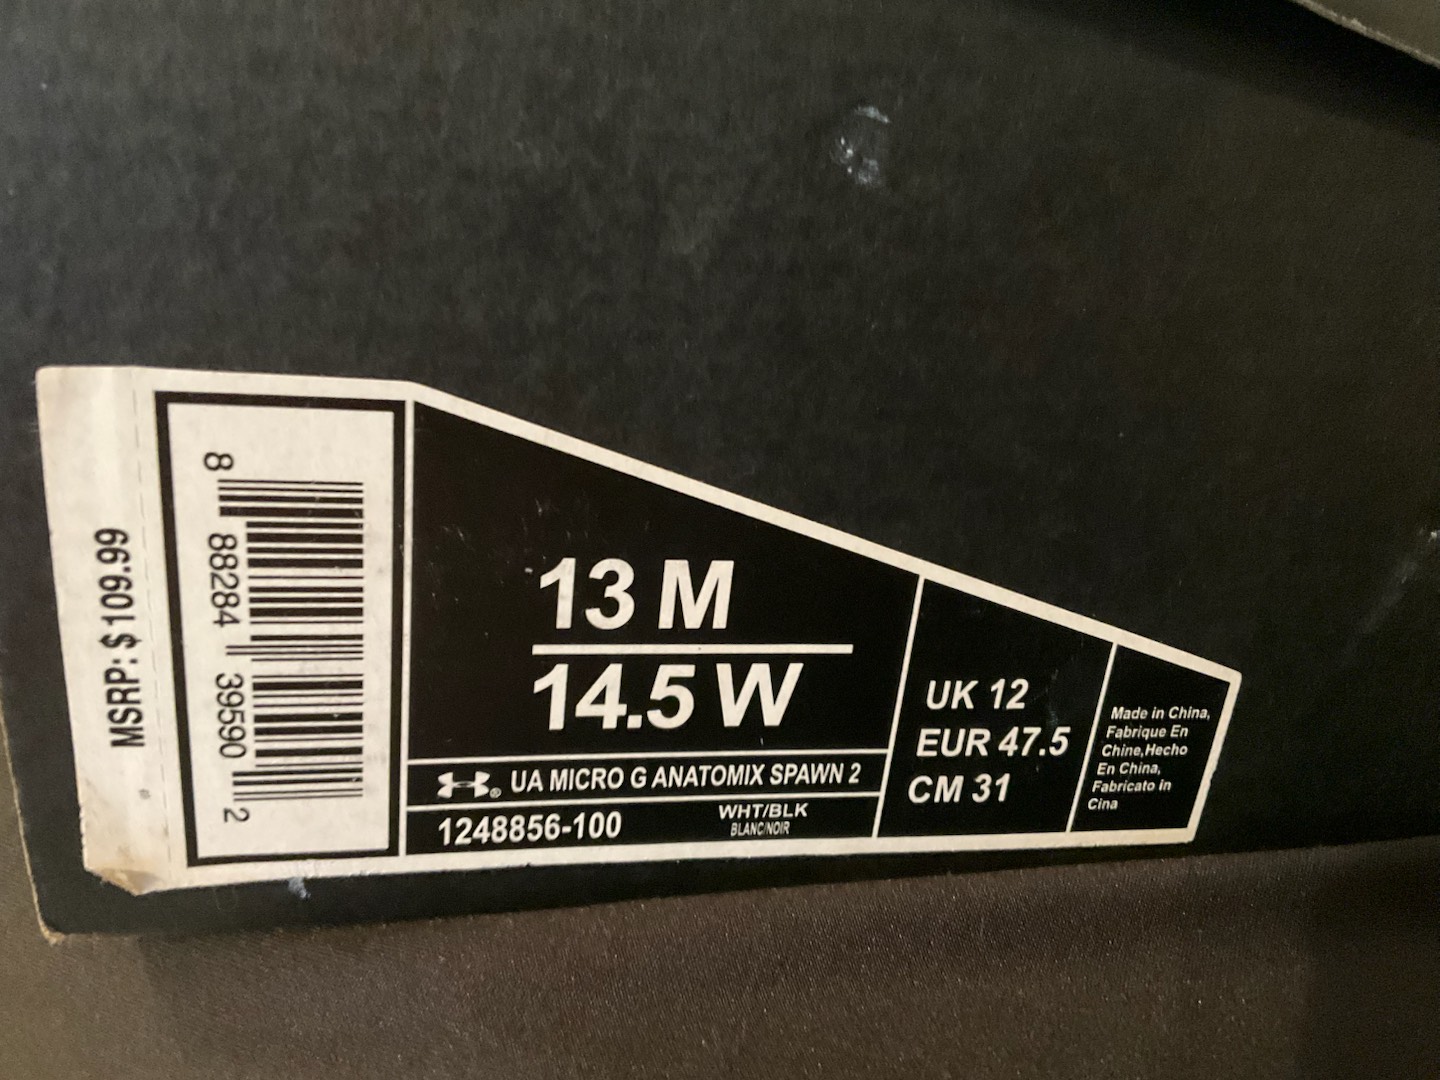 MSRP: $109.99
8 88284 39590 2
13 M
14.5 W
® UA MICRO G ANATOMIX SPAWN 2
1248856-100
WHT/BLK
BLANC/NOIR
UK 12
EUR 47.5
CM 31
Made in China,
Fabrique En
Chine,Hecho
En China,
Fabricato in
Cina